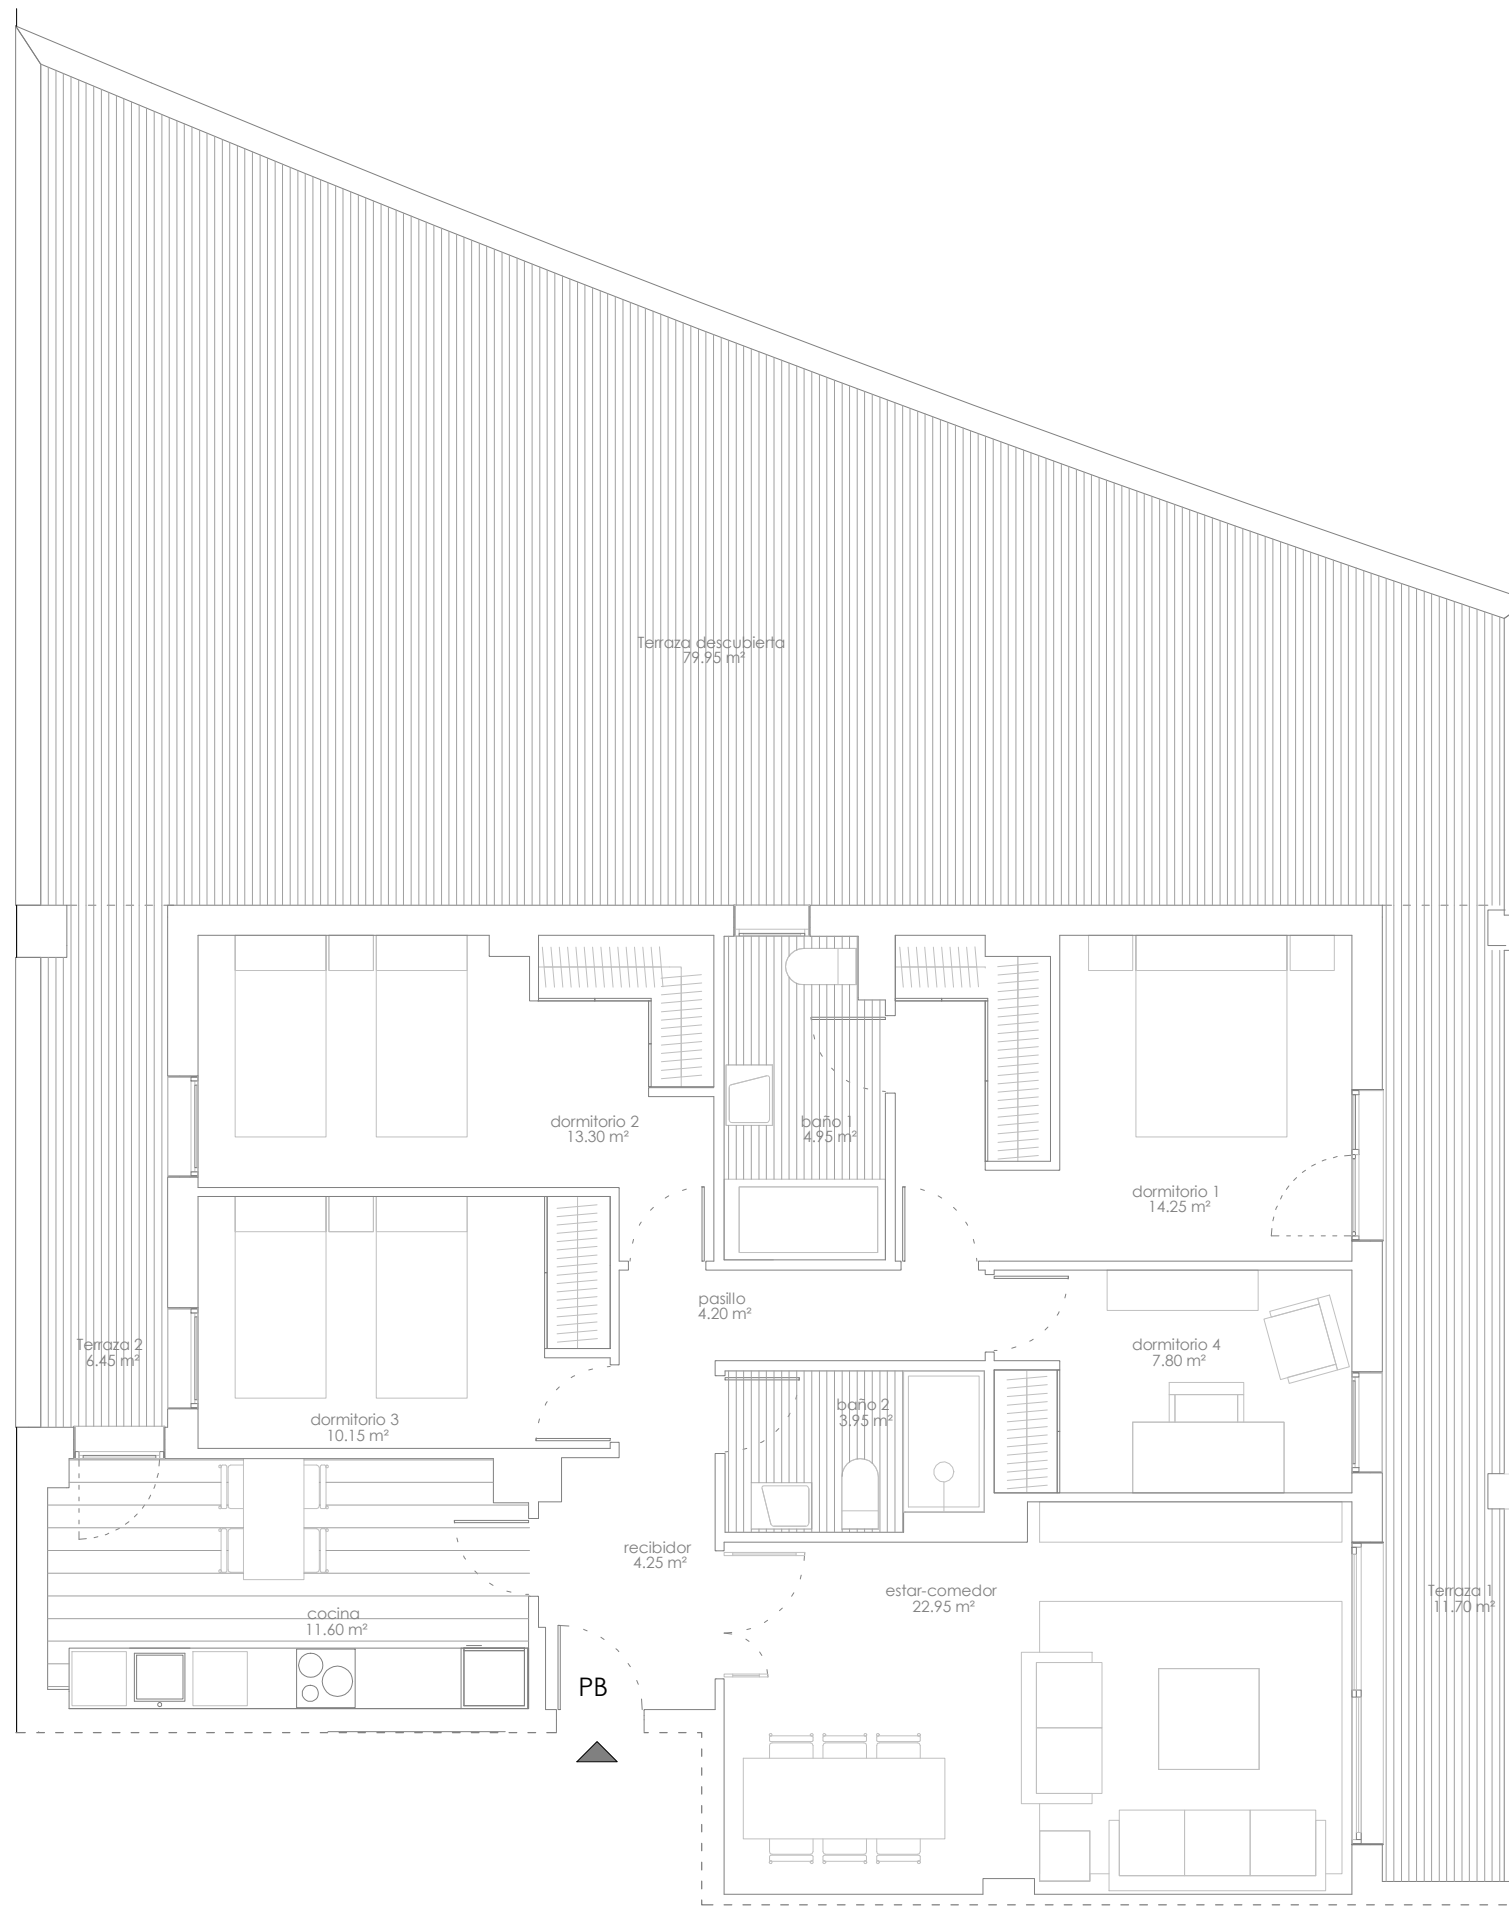 Terraza descubierta
79.95 m²
dormitorio 2
13.30 m²
baño 1
4.95 m²
dormitorio 1
14.25 m²
pasillo
4.20 m²
Terraza 2
6.45 m²
dormitorio 4
7.80 m²
dormitorio 3
10.15 m²
baño 2
3.95 m²
recibidor
4.25 m²
estar-comedor
22.95 m²
Terraza 1
11.70 m²
cocina
11.60 m²
PB